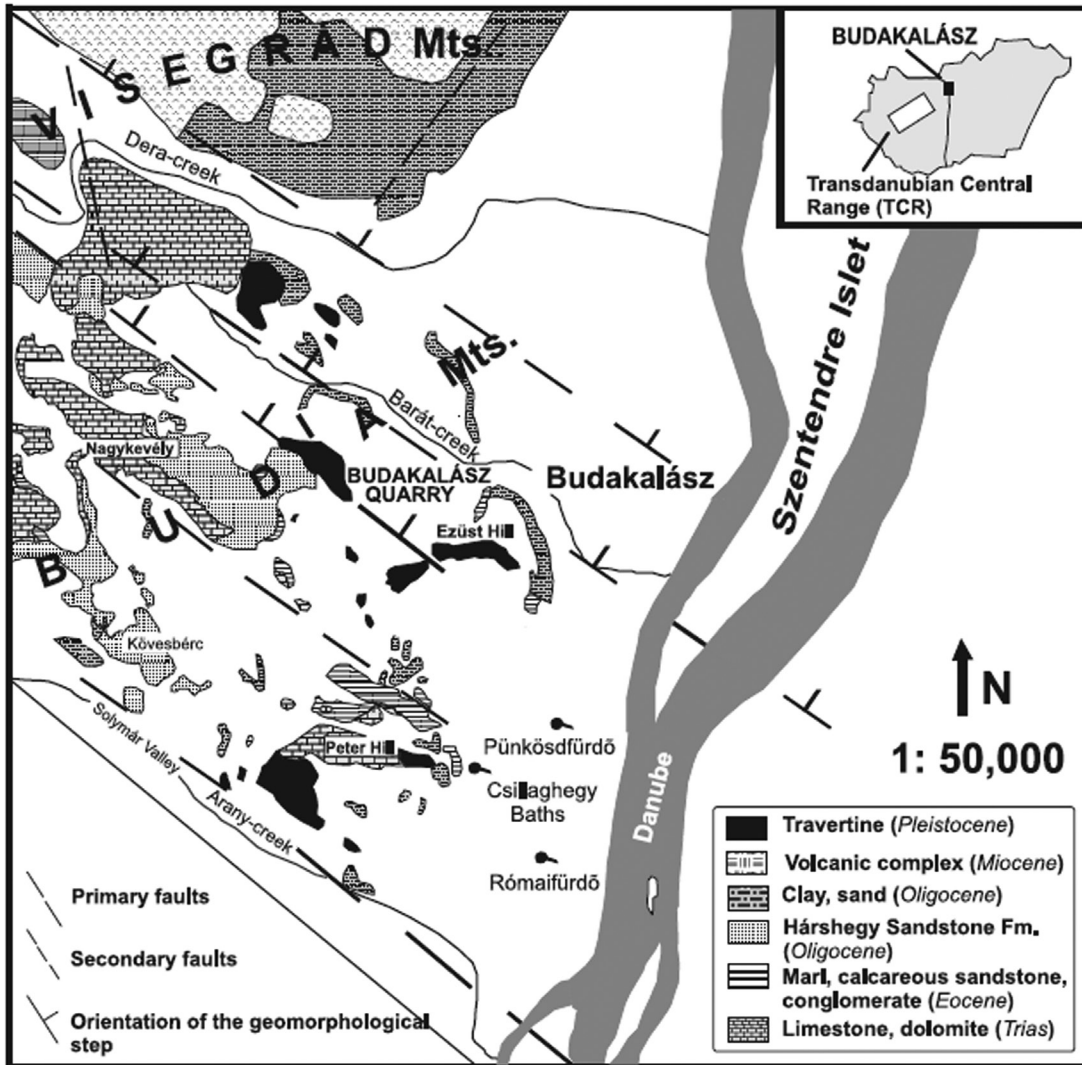 VISEGRÁD Mts.
Dera-creek
BUDAKALÁSZ
Transdanubian Central
Range (TCR)
Szentendre Islet
Mts.
Barát-creek
BUDA
Nagykevély
BUDAKALÁSZ
QUARRY
Budakalász
Ezüst Hill
Kövesbérc
Solymár Valley
Peter Hill
Pünkösdfürdő
Csillaghegy
Baths
Arany-creek
Rómaifürdő
Danube
N
1: 50,000
Primary faults
Secondary faults
Orientation of the geomorphological
step
Travertine (Pleistocene)
Volcanic complex (Miocene)
Clay, sand (Oligocene)
Hárshegy Sandstone Fm.
(Oligocene)
Marl, calcareous sandstone,
conglomerate (Eocene)
Limestone, dolomite (Trias)